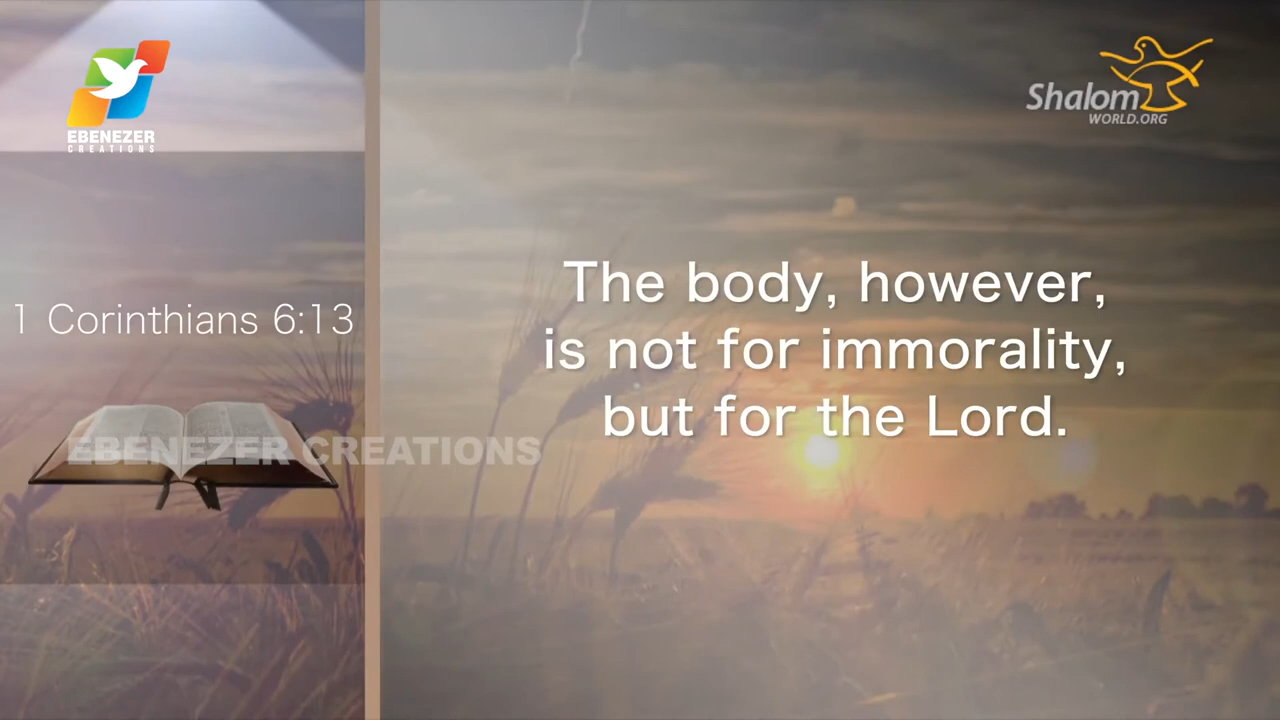 EBENEZER
CREATIONS
Shalom
WORLD.ORG
1 Corinthians 6:13
The body, however,
is not for immorality,
but for the Lord.
EBENEZER CREATIONS